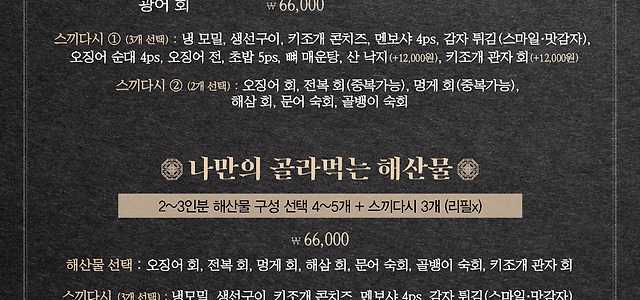 광어 회 ₩ 66,000
스끼다시 ① (3개 선택) : 냉 모밀, 생선구이, 키조개 콘치즈, 멘보샤 4ps, 감자 튀김(스마일·맛감자),
오징어 순대 4ps, 오징어 전, 초밥 5ps, 뼈 매운탕, 산 낙지(+12,000원), 키조개 관자 회(+12,000원)
스끼다시 ② (2개 선택) : 오징어 회, 전복 회(중복가능), 멍게 회(중복가능),
해삼 회, 문어 숙회, 골뱅이 숙회
나만의 골라먹는 해산물
2~3인분 해산물 구성 선택 4~5개 + 스끼다시 3개 (리필x)
₩ 66,000
해산물 선택 : 오징어 회, 전복 회, 멍게 회, 해삼 회, 문어 숙회, 골뱅이 숙회, 키조개 관자 회
스끼다시 (3개 선택) : 냉모밀, 생선구이, 키조개 콘치즈, 멘보샤 4ps, 감자 튀김(스마일·맛감자)